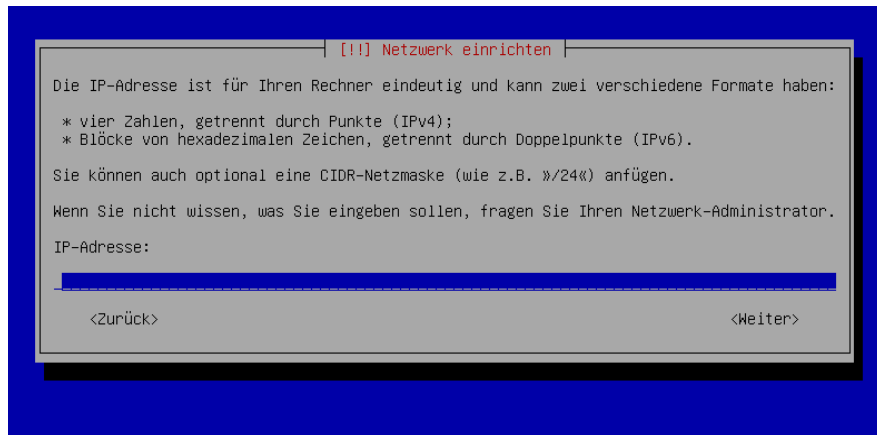 [!!] Netzwerk einrichten
Die IP-Adresse ist für Ihren Rechner eindeutig und kann zwei verschiedene Formate haben:
* vier Zahlen, getrennt durch Punkte (IPv4);
* Blöcke von hexadezimalen Zeichen, getrennt durch Doppelpunkte (IPv6).
Sie können auch optional eine CIDR-Netzmaske (wie z.B. »/24«) anfügen.
Wenn Sie nicht wissen, was Sie eingeben sollen, fragen Sie Ihren Netzwerk-Administrator.
IP-Adresse:
<Zurück> <Weiter>